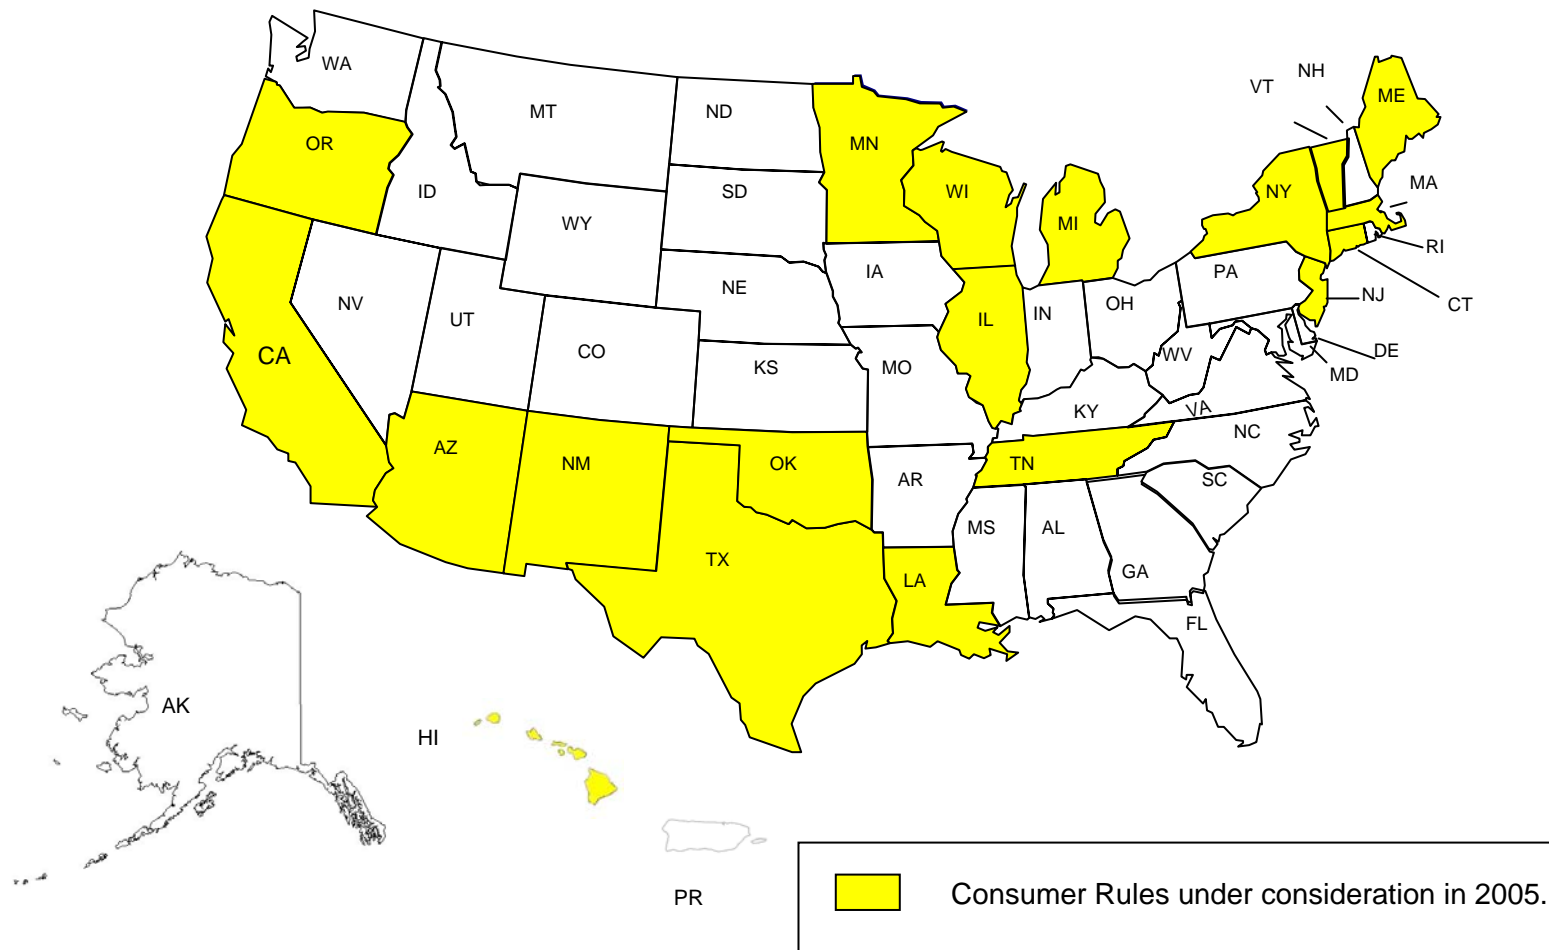 WA
MT
ND
MN
VT
NH
ME
OR
ID
SD
WI
MI
NY
MA
WY
IA
PA
RI
NV
UT
NE
IL
IN
OH
NJ
CT
CA
CO
KS
MO
WV
DE
MD
KY
VA
AZ
NM
OK
TN
NC
AR
SC
TX
MS
AL
LA
GA
FL
AK
HI
PR
Consumer Rules under consideration in 2005.